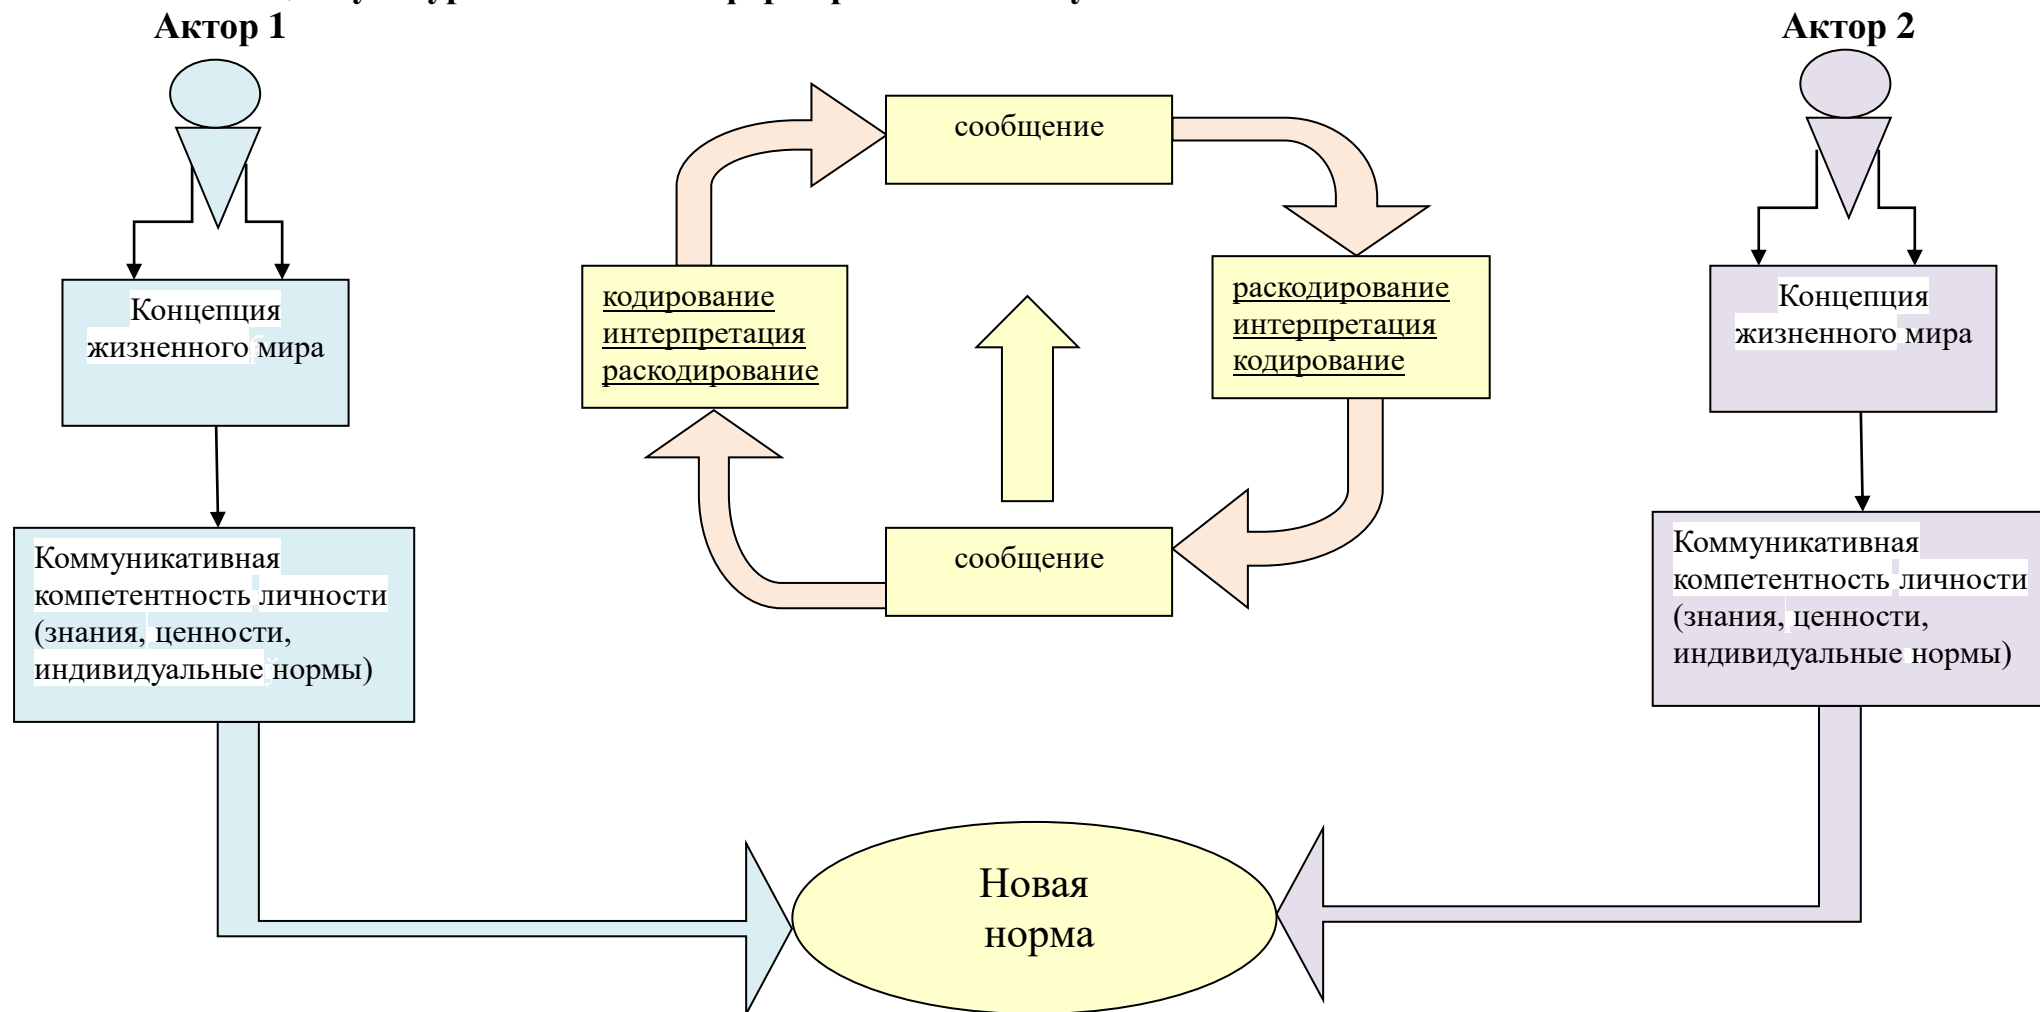 Актор 1
Актор 2
сообщение
кодирование
интерпретация
раскодирование
раскодирование
интерпретация
кодирование
Концепция
жизненного мира
Концепция
жизненного мира
сообщение
Коммуникативная
компетентность личности
(знания, ценности,
индивидуальные нормы)
Коммуникативная
компетентность личности
(знания, ценности,
индивидуальные нормы)
Новая
норма